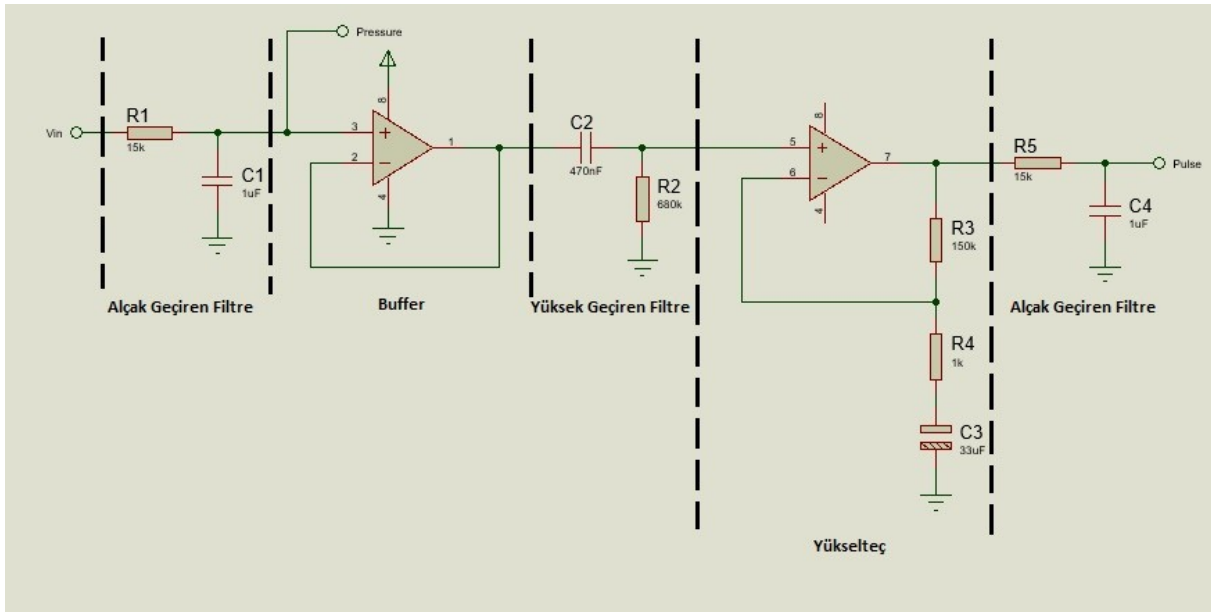 Vin
R1
15k
C1
1uF
Pressure
3
2
8
4
1
C2
470nF
R2
680k
5
6
8
4
7
R3
150k
R4
1k
C3
33uF
R5
15k
C4
1uF
Pulse
Alçak Geçiren Filtre
Buffer
Yüksek Geçiren Filtre
Yükselteç
Alçak Geçiren Filtre